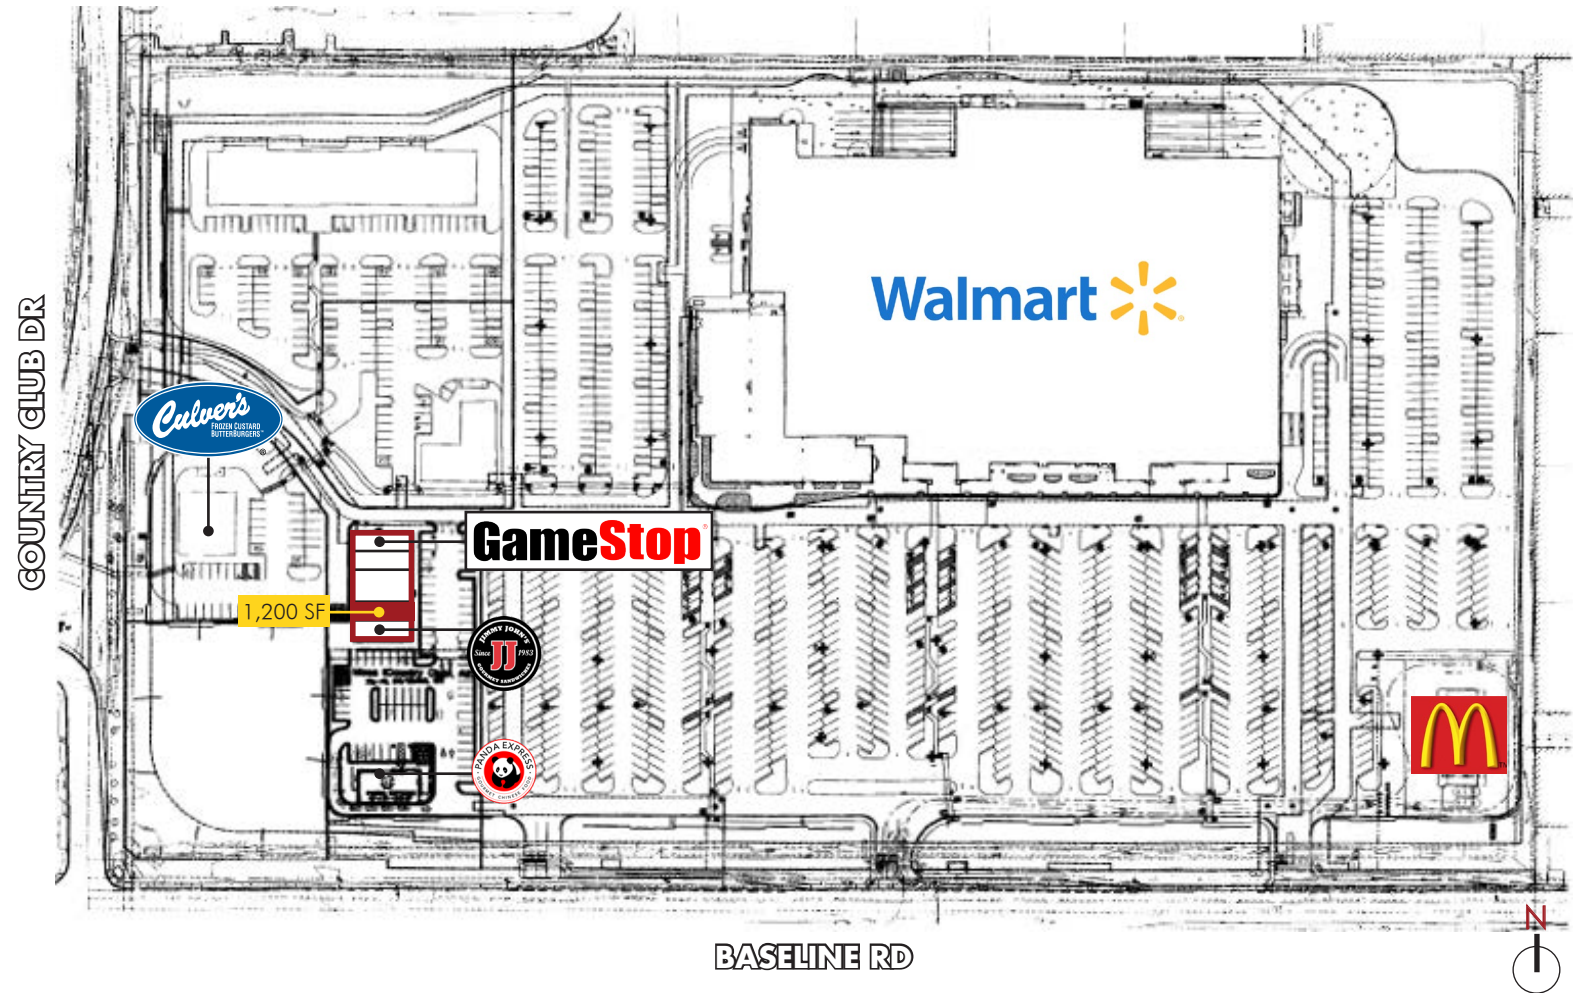 Walmart
COUNTRY CLUB DR
Culver's
FROZEN CUSTARD
BUTTERBURGERS™
GameStop
1,200 SF
JIMMY JOHN'S
Since JJ 1983
GOURMET SANDWICHES
PANDA EXPRESS
GOURMET CHINESE FOOD
M
N
BASELINE RD